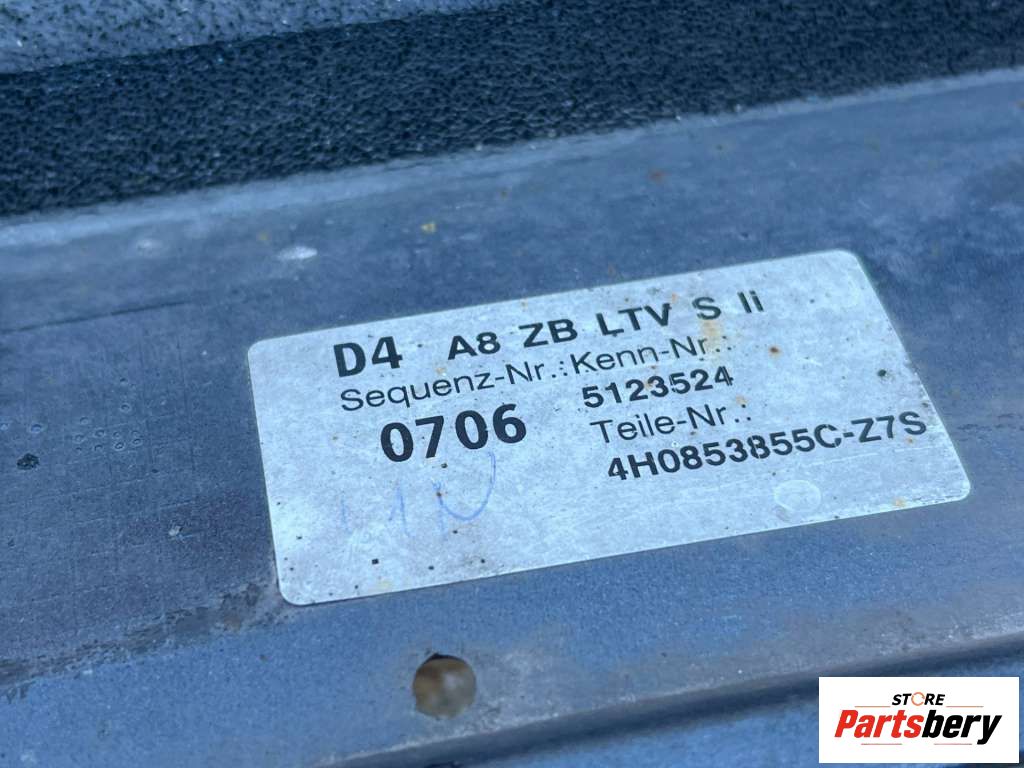 D4 A8 ZB LTV S li
Sequenz-Nr.: Kenn-Nr.:
0706 5123524
Teile-Nr.:
4H0853855C-Z7S
STORE
Partsbery